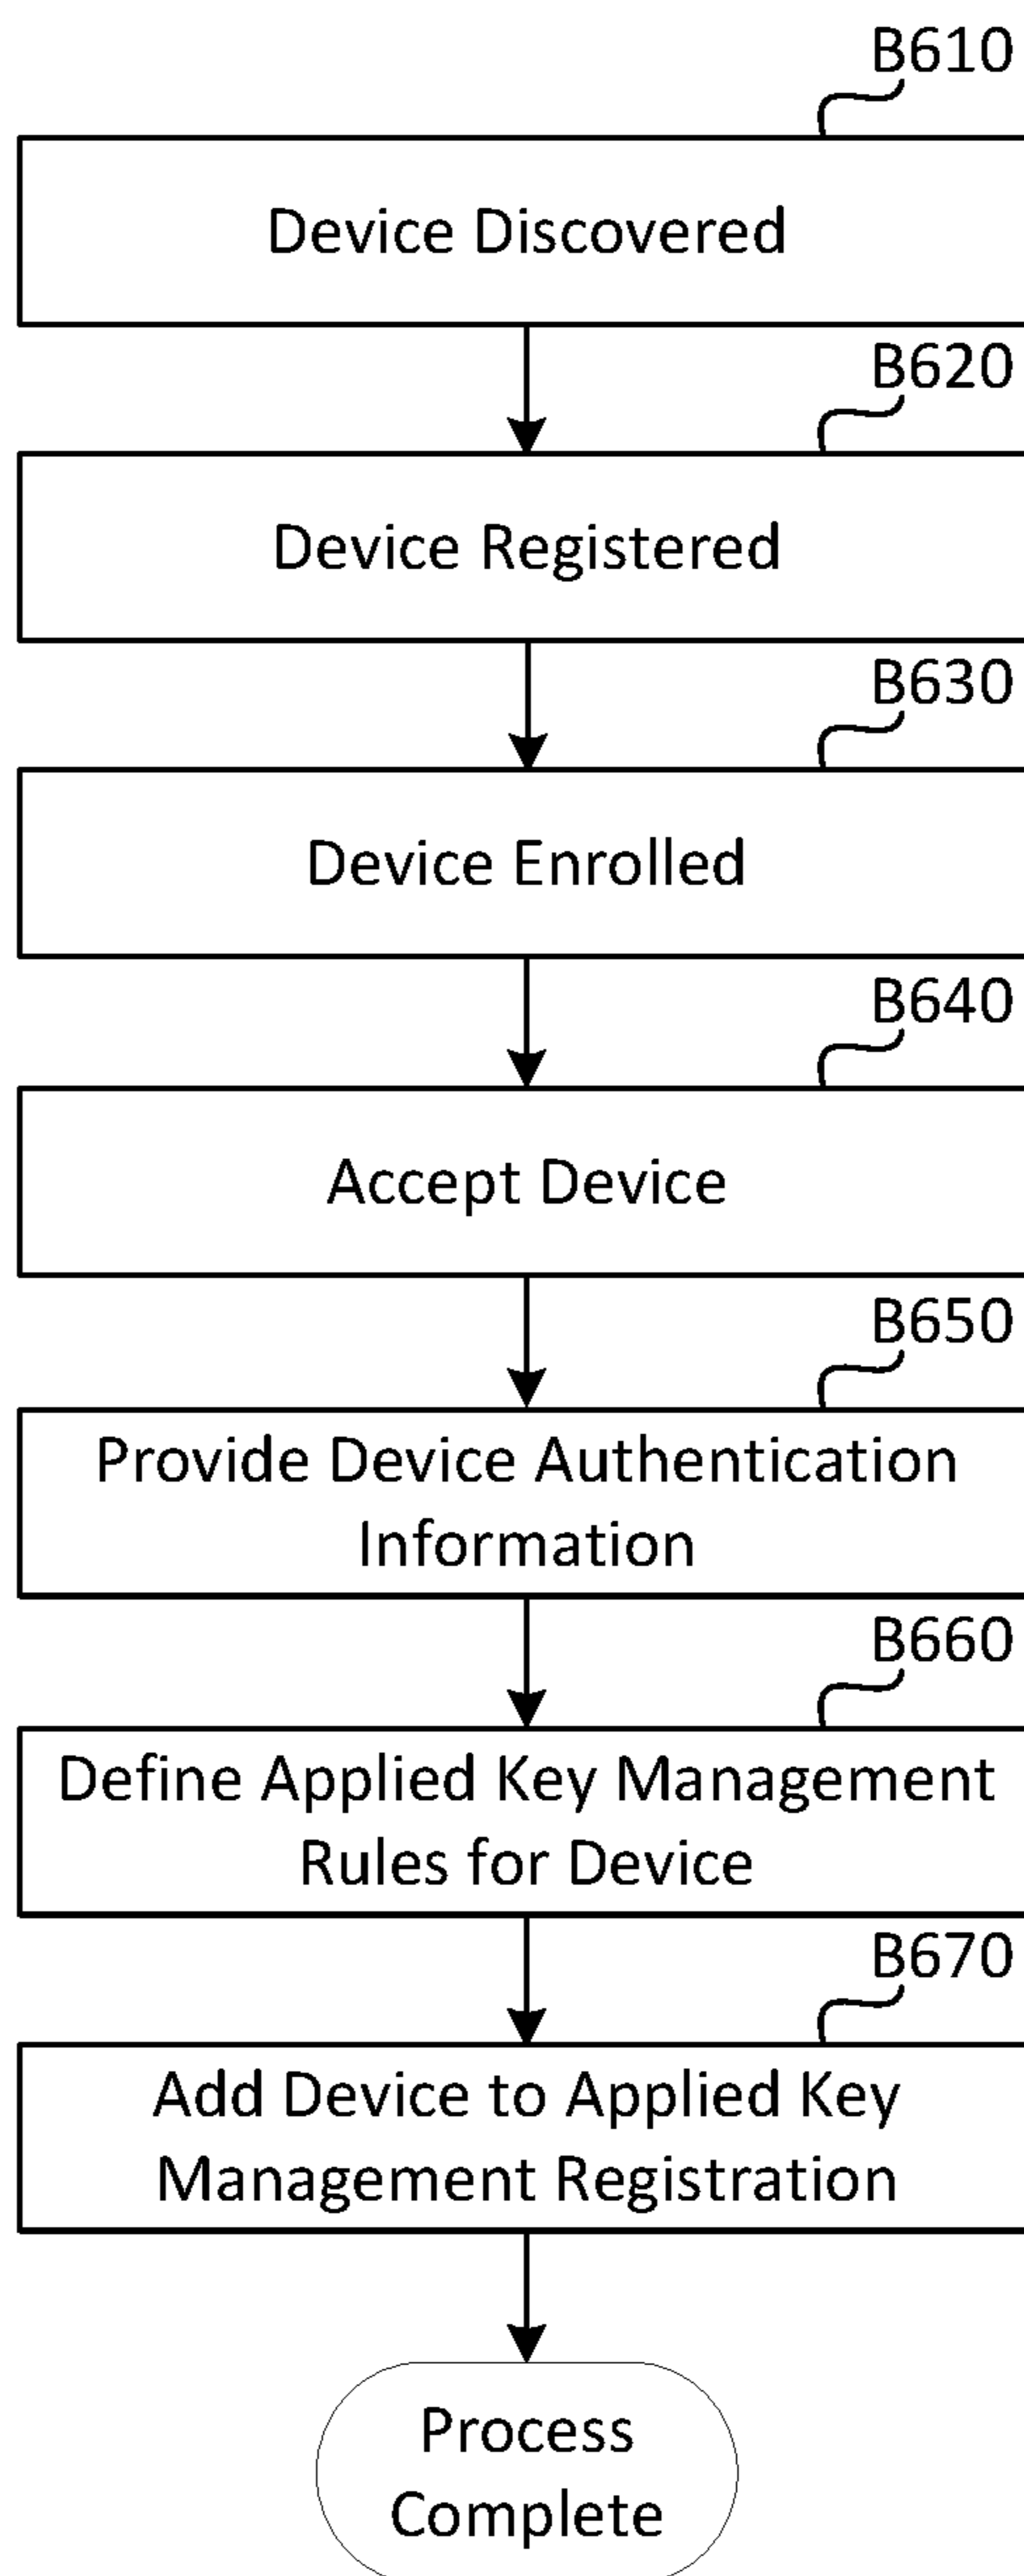 B610
Device Discovered
B620
Device Registered
B630
Device Enrolled
B640
Accept Device
B650
Provide Device Authentication
Information
B660
Define Applied Key Management
Rules for Device
B670
Add Device to Applied Key
Management Registration
Process
Complete